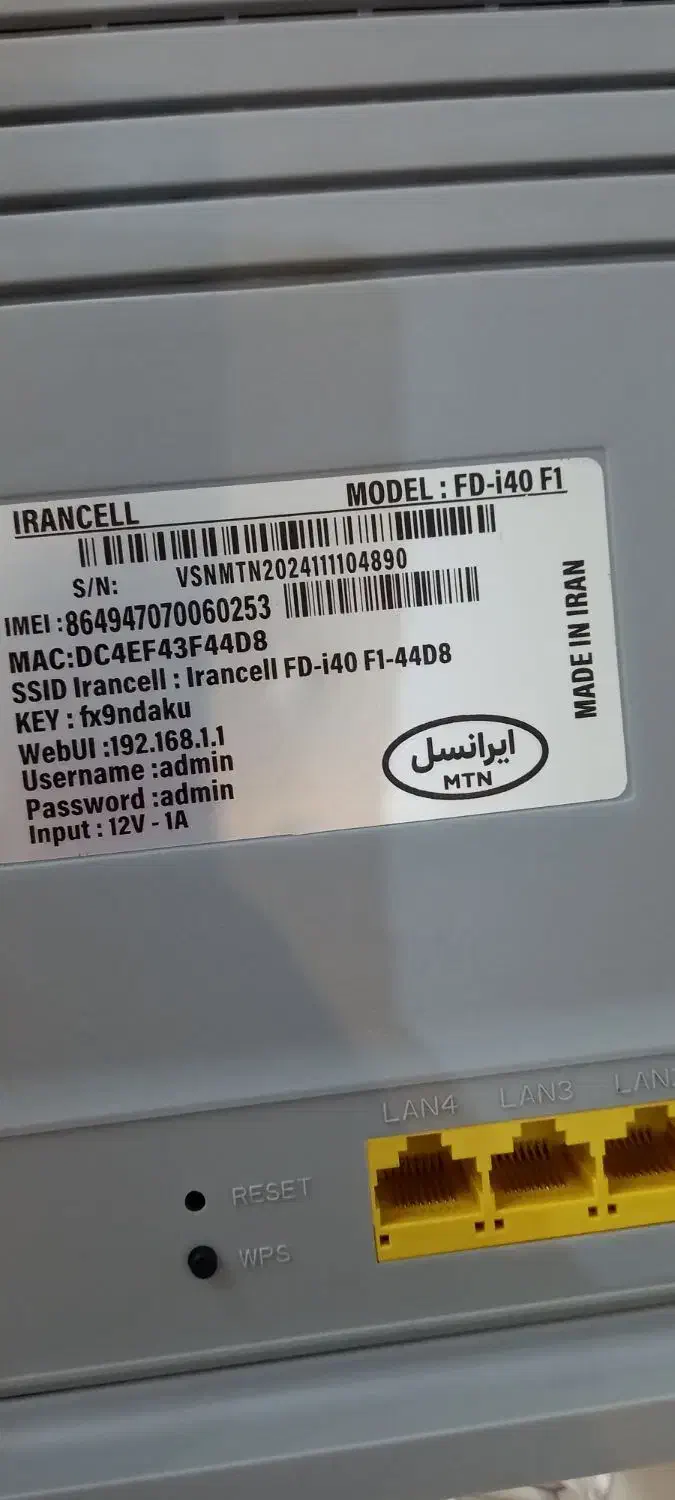 IRANCELL
MODEL : FD-i40 F1
S/N: VSNMTN2024111104890
IMEI :864947070060253
MAC:DC4EF43F44D8
SSID Irancell : Irancell FD-i40 F1-44D8
KEY : fx9ndaku
WebUI :192.168.1.1
Username :admin
Password :admin
Input : 12V - 1A
ایرانسل
MTN
MADE IN IRAN
LAN4 LAN3 LAN2
RESET
WPS